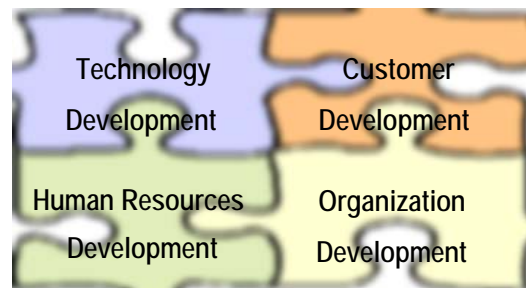 Technology
Development
Customer
Development
Human Resources
Development
Organization
Development